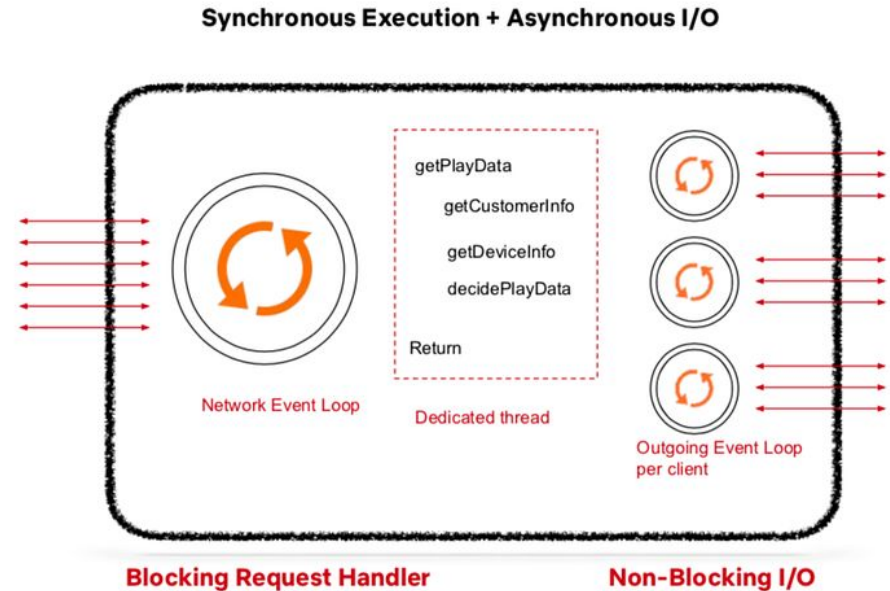 Synchronous Execution + Asynchronous I/O
getPlayData
getCustomerInfo
getDeviceInfo
decidePlayData
Return
Network Event Loop
Dedicated thread
Outgoing Event Loop
per client
Blocking Request Handler
Non-Blocking I/O